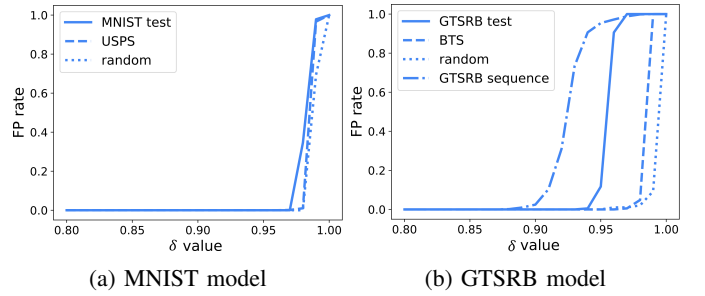 FP rate
1.0
0.8
0.6
0.4
0.2
0.0
MNIST test
USPS
random
0.80 0.85 0.90 0.95 1.00
δ value
(a) MNIST model
FP rate
1.0
0.8
0.6
0.4
0.2
0.0
GTSRB test
BTS
random
GTSRB sequence
0.80 0.85 0.90 0.95 1.00
δ value
(b) GTSRB model